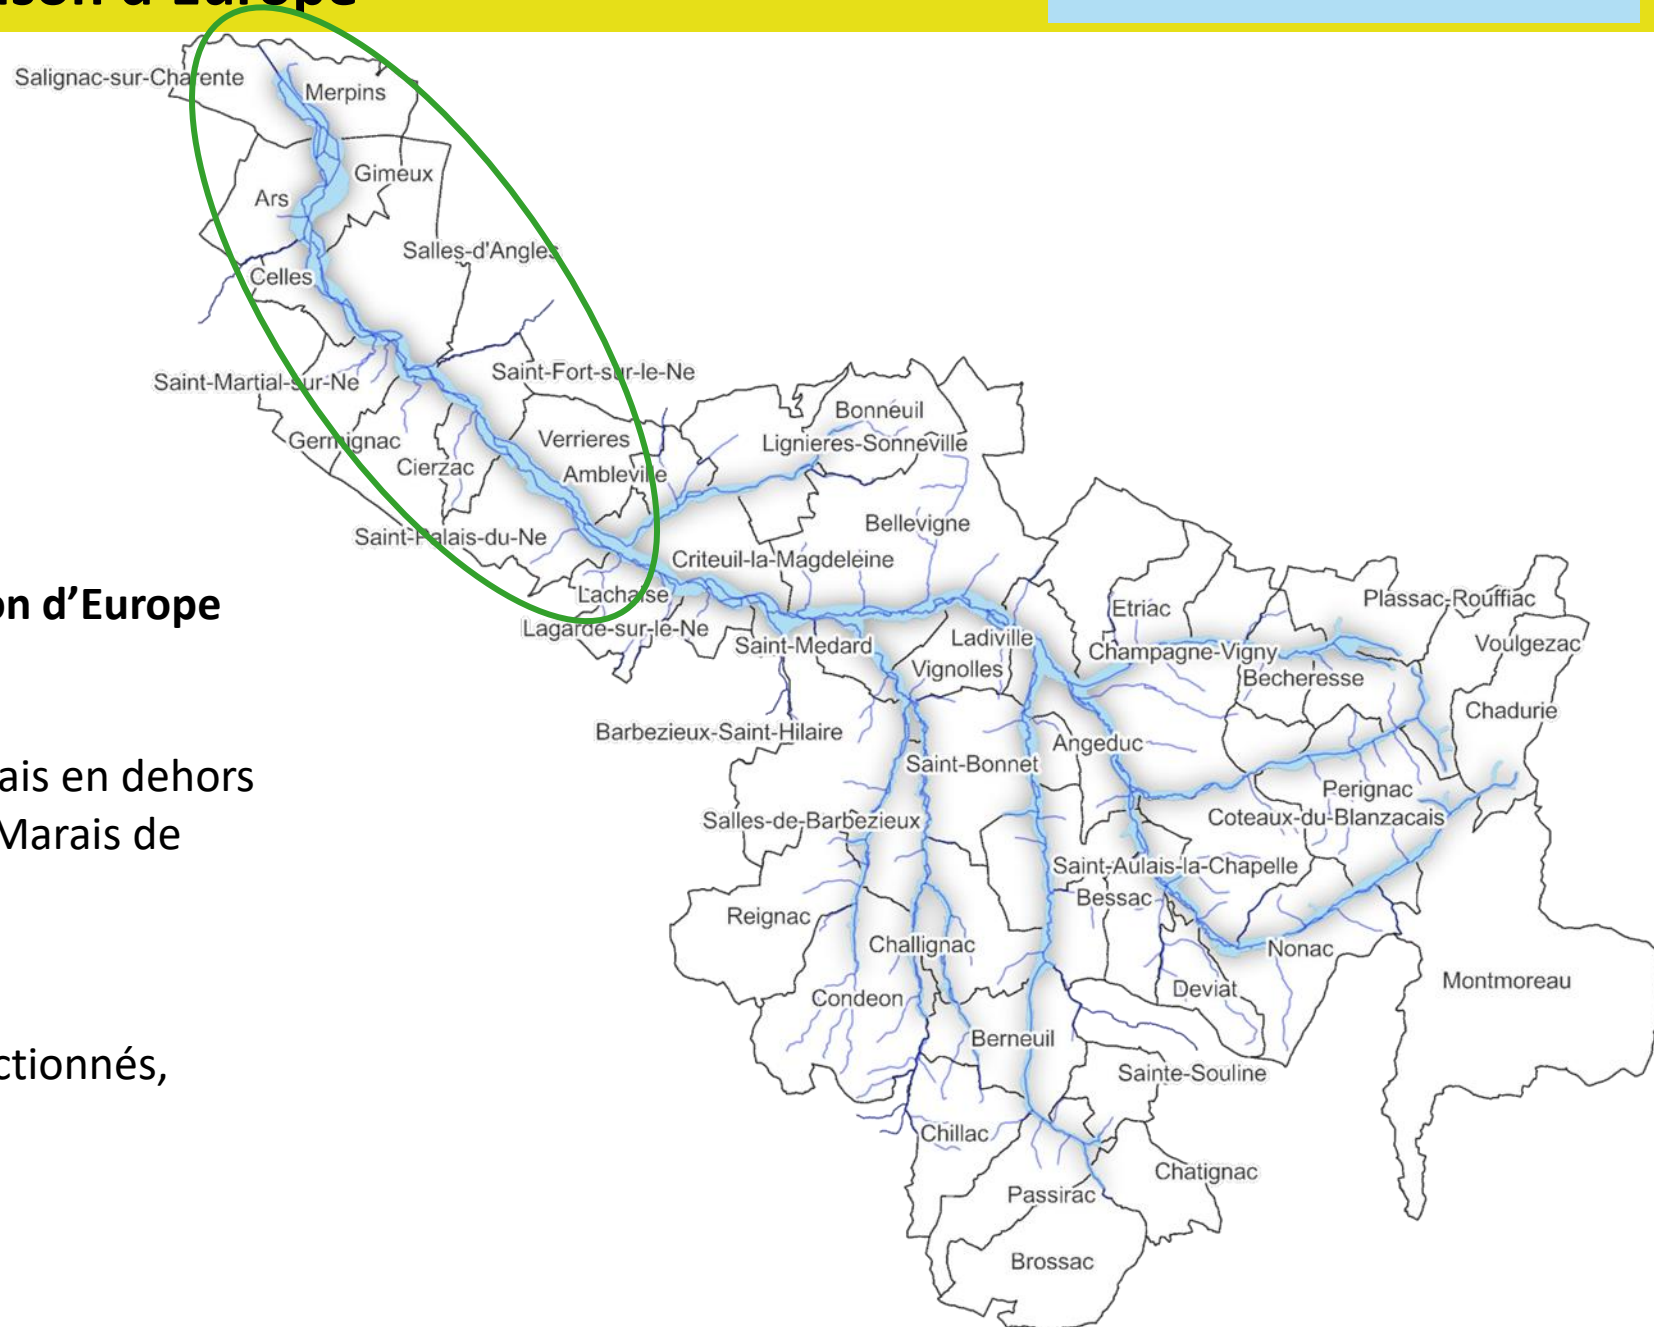 d'Europe
Salignac-sur-Charente
Merpins
Gimeux
Ars
Salles-d'Angles
Celles
Saint-Fort-sur-le-Ne
Saint-Martial-sur-Ne
Bonneuil
Germignac
Verrieres
Lignieres-Sonneville
Cierzac
Ambleville
Bellevigne
Saint-Palais-du-Ne
Criteuil-la-Magdeleine
Lachaise
on d’Europe
Etriac
Plassac-Rouffiac
Lagarde-sur-le-Ne
Saint-Medard
Ladiville
Champagne-Vigny
Voulgezac
Vignolles
Becheresse
Chadurie
Barbezieux-Saint-Hilaire
Angeduc
Saint-Bonnet
ais en dehors
Perignac
Coteaux-du-Blanzacais
Salles-de-Barbezieux
Marais de
Saint-Aulais-la-Chapelle
Bessac
Reignac
Challignac
Nonac
Montmoreau
Condeon
Deviat
Berneuil
ctionnés,
Sainte-Souline
Chillac
Chatignac
Passirac
Brossac